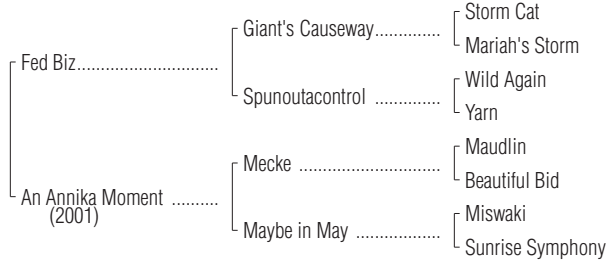 Storm Cat
Giant's Causeway..............
Mariah's Storm
Fed Biz..............................
Wild Again
Spunoutacontrol ..............
Yarn
Maudlin
Mecke ..............................
Beautiful Bid
An Annika Moment ..........
(2001)
Miswaki
Maybe in May ..................
Sunrise Symphony